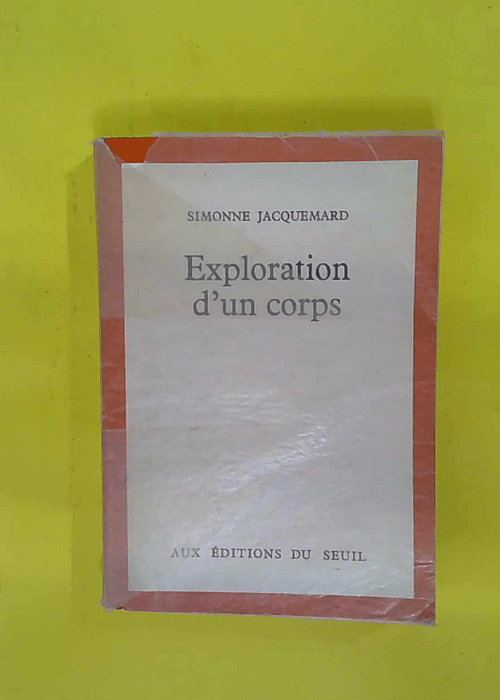 SIMONNE JACQUEMARD
Exploration
d'un corps
AUX ÉDITIONS DU SEUIL